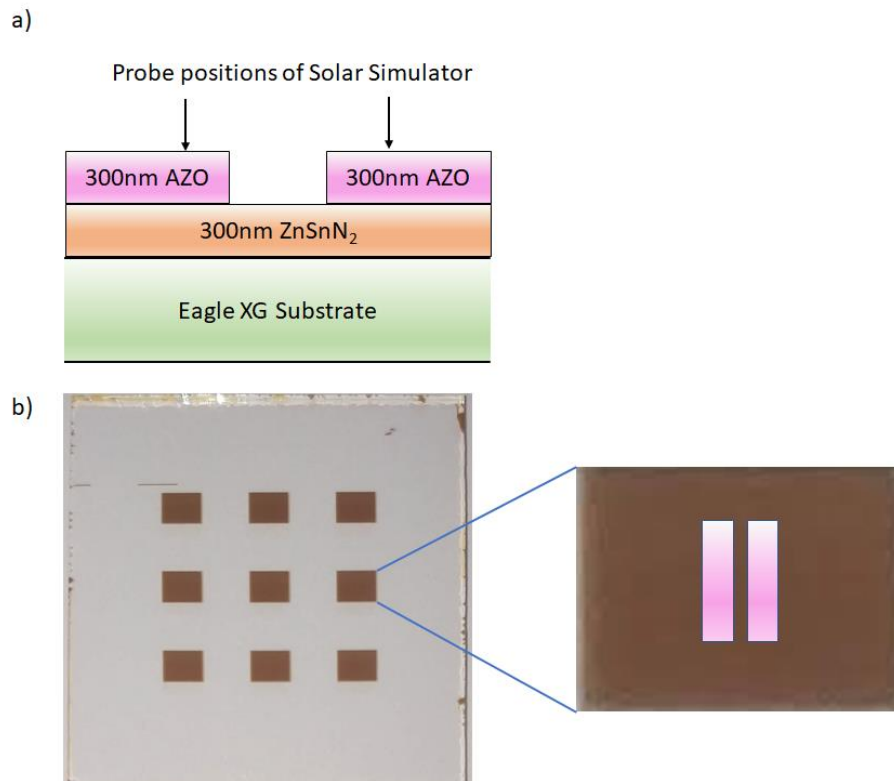 a)
Probe positions of Solar Simulator
300nm AZO
300nm AZO
300nm ZnSnN₂
Eagle XG Substrate
b)